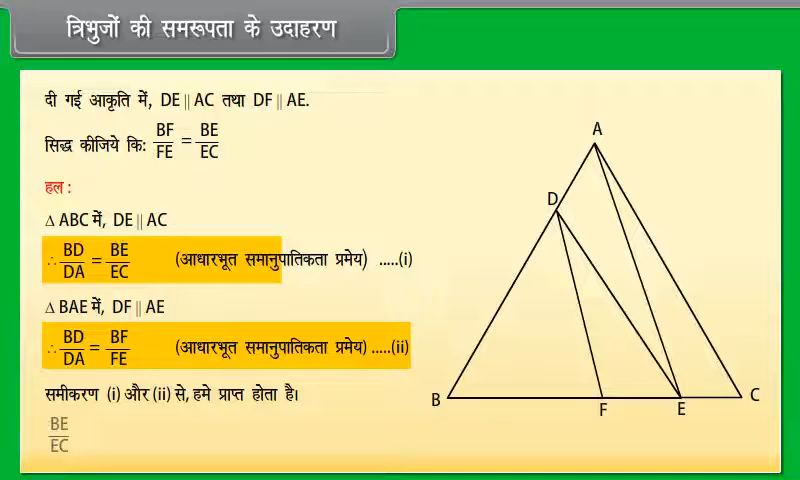 त्रिभुजों की समरूपता के उदाहरण
दी गई आकृति में, DE || AC तथा DF || AE.
सिद्ध कीजिये कि: BF/FE = BE/EC
हल :
Δ ABC में, DE || AC
∴ BD/DA = BE/EC (आधारभूत समानुपातिकता प्रमेय) .....(i)
Δ BAE में, DF || AE
∴ BD/DA = BF/FE (आधारभूत समानुपातिकता प्रमेय) .....(ii)
समीकरण (i) और (ii) से, हमे प्राप्त होता है।
BE/EC
A
D
B
F
E
C